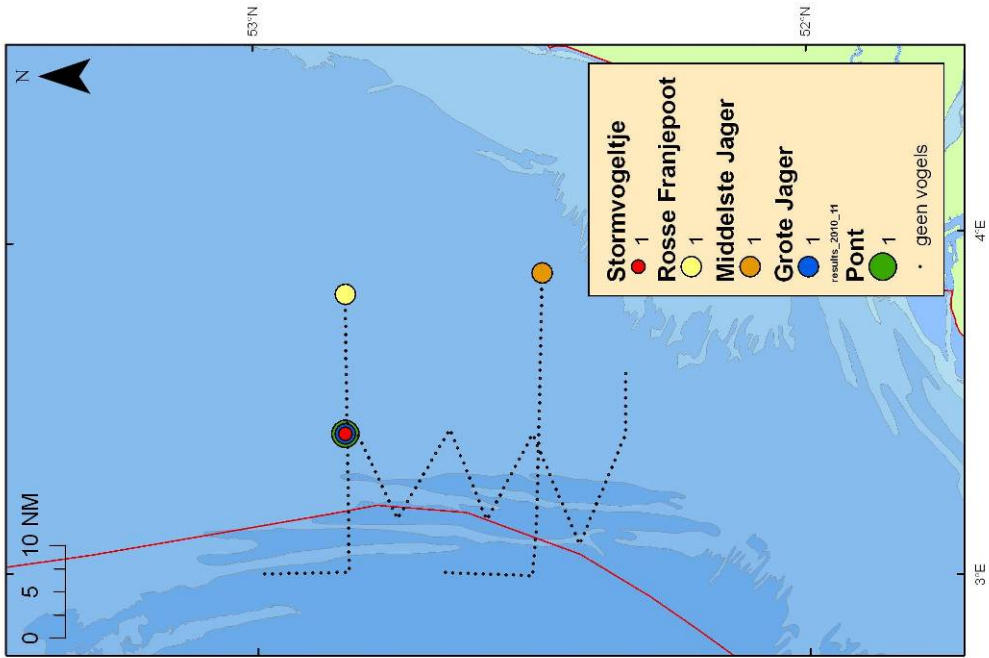 0 5 10 NM
N
53°N
52°N
3°E
4°E
Stormvogeltje
1
Rosse Franjepoot
1
Middelste Jager
1
Grote Jager
1
results_2010_11
Pont
1
geen vogels